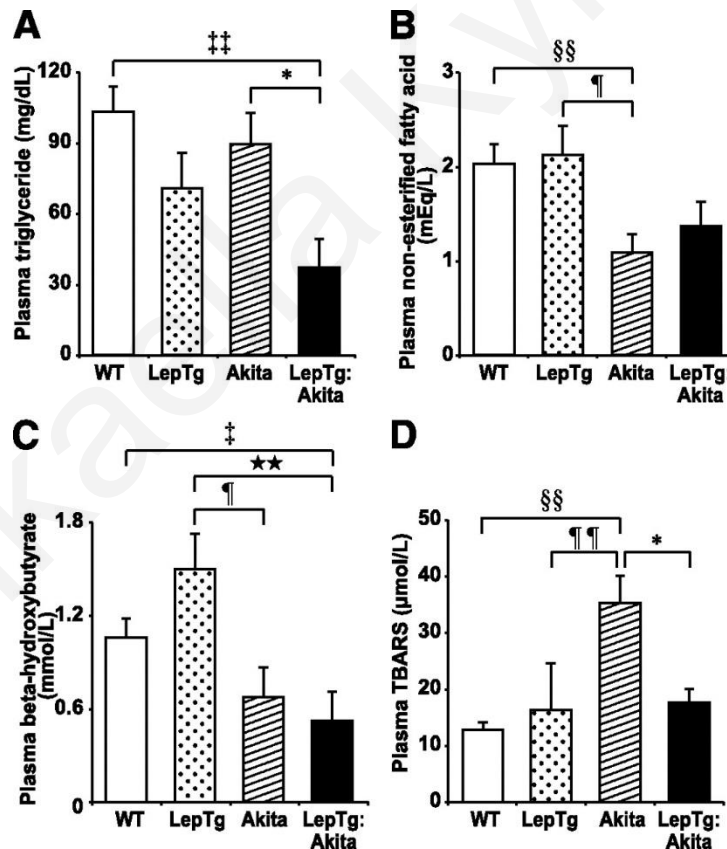 A
Plasma triglyceride (mg/dL)
120
90
60
30
0
‡‡
*
WT LepTg Akita LepTg:
Akita
B
Plasma non-esterified fatty acid
(mEq/L)
3
2
1
0
§§
¶
WT LepTg Akita LepTg
Akita
C
Plasma beta-hydroxybutyrate
(mmol/L)
1.8
1.2
0.6
0
‡
★★
¶
WT LepTg Akita LepTg:
Akita
D
Plasma TBARS (µmol/L)
50
40
30
20
10
0
§§
¶¶
*
WT LepTg Akita LepTg:
Akita